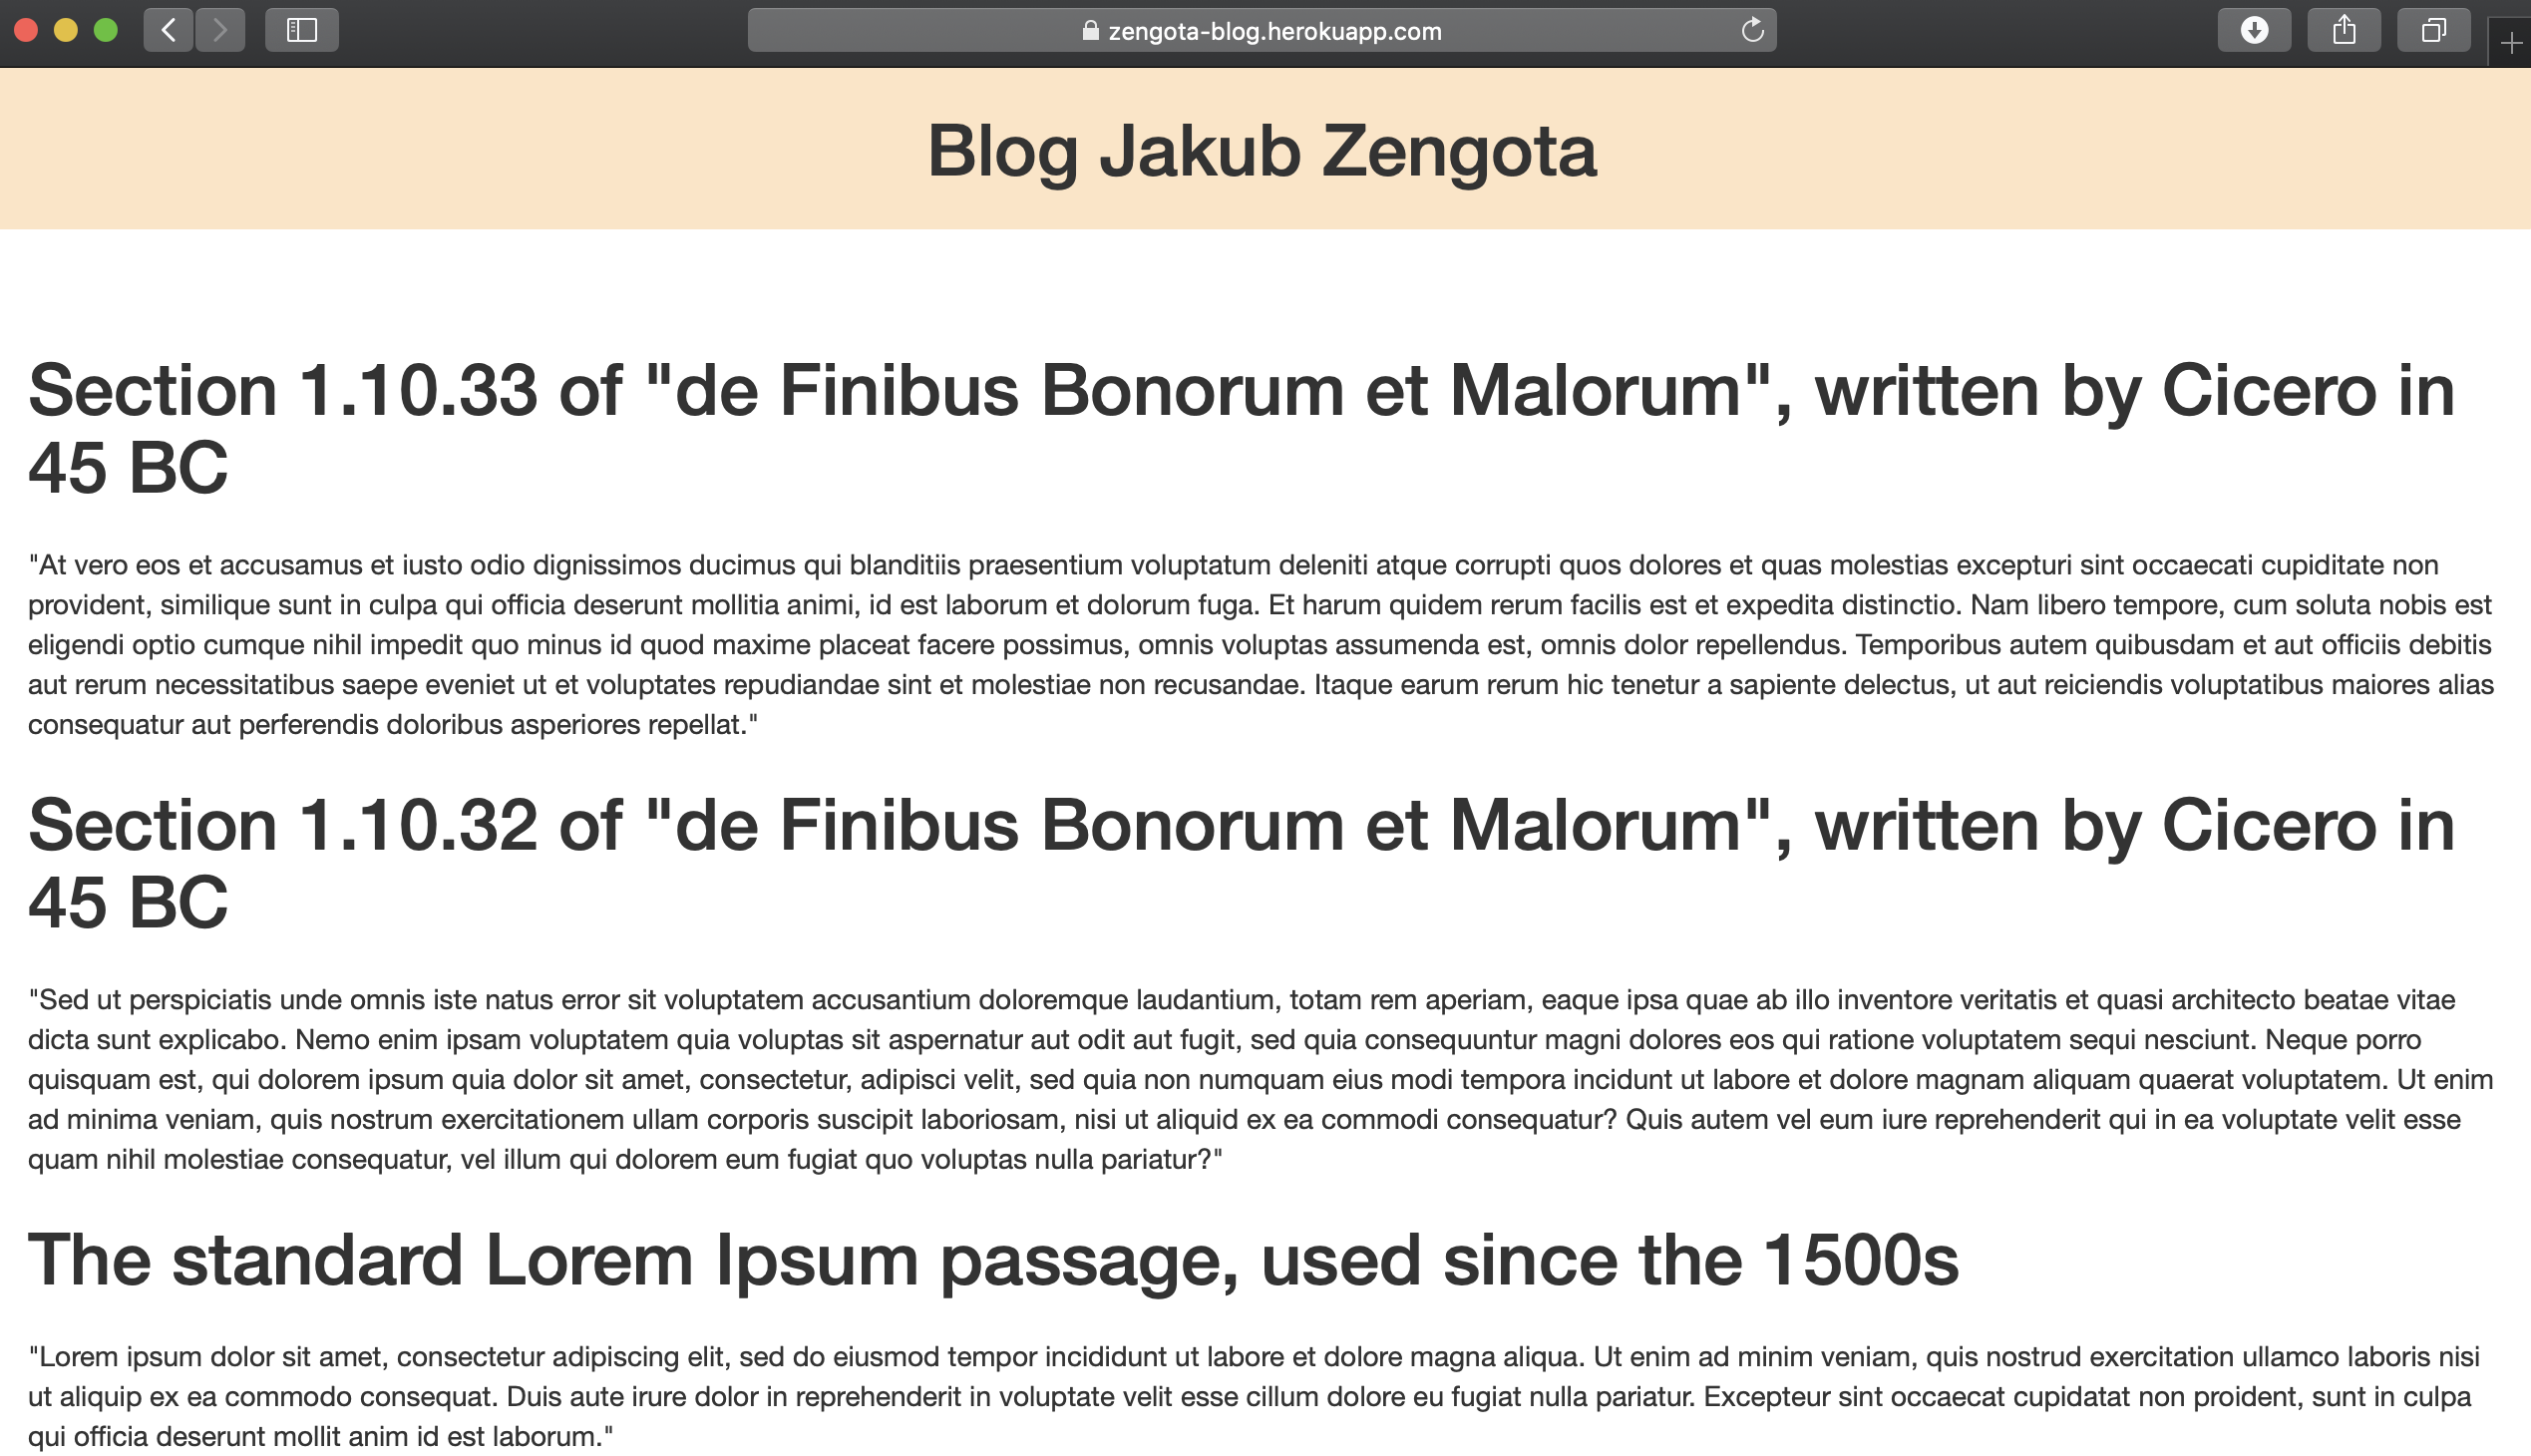 zengota-blog.herokuapp.com
Blog Jakub Zengota
Section 1.10.33 of "de Finibus Bonorum et Malorum", written by Cicero in
45 BC
"At vero eos et accusamus et iusto odio dignissimos ducimus qui blanditiis praesentium voluptatum deleniti atque corrupti quos dolores et quas molestias excepturi sint occaecati cupiditate non
provident, similique sunt in culpa qui officia deserunt mollitia animi, id est laborum et dolorum fuga. Et harum quidem rerum facilis est et expedita distinctio. Nam libero tempore, cum soluta nobis est
eligendi optio cumque nihil impedit quo minus id quod maxime placeat facere possimus, omnis voluptas assumenda est, omnis dolor repellendus. Temporibus autem quibusdam et aut officiis debitis
aut rerum necessitatibus saepe eveniet ut et voluptates repudiandae sint et molestiae non recusandae. Itaque earum rerum hic tenetur a sapiente delectus, ut aut reiciendis voluptatibus maiores alias
consequatur aut perferendis doloribus asperiores repellat."
Section 1.10.32 of "de Finibus Bonorum et Malorum", written by Cicero in
45 BC
"Sed ut perspiciatis unde omnis iste natus error sit voluptatem accusantium doloremque laudantium, totam rem aperiam, eaque ipsa quae ab illo inventore veritatis et quasi architecto beatae vitae
dicta sunt explicabo. Nemo enim ipsam voluptatem quia voluptas sit aspernatur aut odit aut fugit, sed quia consequuntur magni dolores eos qui ratione voluptatem sequi nesciunt. Neque porro
quisquam est, qui dolorem ipsum quia dolor sit amet, consectetur, adipisci velit, sed quia non numquam eius modi tempora incidunt ut labore et dolore magnam aliquam quaerat voluptatem. Ut enim
ad minima veniam, quis nostrum exercitationem ullam corporis suscipit laboriosam, nisi ut aliquid ex ea commodi consequatur? Quis autem vel eum iure reprehenderit qui in ea voluptate velit esse
quam nihil molestiae consequatur, vel illum qui dolorem eum fugiat quo voluptas nulla pariatur?"
The standard Lorem Ipsum passage, used since the 1500s
"Lorem ipsum dolor sit amet, consectetur adipiscing elit, sed do eiusmod tempor incididunt ut labore et dolore magna aliqua. Ut enim ad minim veniam, quis nostrud exercitation ullamco laboris nisi
ut aliquip ex ea commodo consequat. Duis aute irure dolor in reprehenderit in voluptate velit esse cillum dolore eu fugiat nulla pariatur. Excepteur sint occaecat cupidatat non proident, sunt in culpa
qui officia deserunt mollit anim id est laborum."